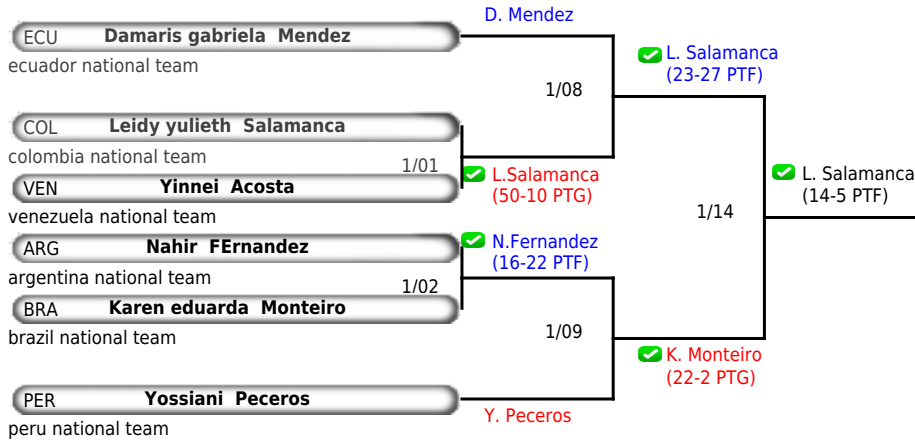 D. Mendez
ECU Damaris gabriela Mendez
ecuador national team
L. Salamanca
(23-27 PTF)
1/08
COL Leidy yulieth Salamanca
colombia national team
1/01
L.Salamanca
(50-10 PTG)
VEN Yinnei Acosta
venezuela national team
L. Salamanca
(14-5 PTF)
1/14
ARG Nahir FErnandez
argentina national team
N.Fernandez
(16-22 PTF)
1/02
BRA Karen eduarda Monteiro
brazil national team
1/09
K. Monteiro
(22-2 PTG)
PER Yossiani Peceros
peru national team
Y. Peceros